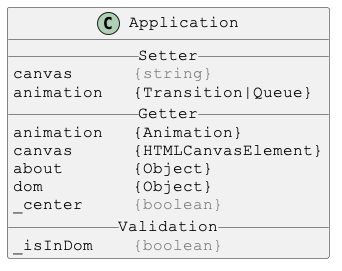 C Application
Setter
canvas {string}
animation {Transition|Queue}
Getter
animation {Animation}
canvas {HTMLCanvasElement}
about {Object}
dom {Object}
_center {boolean}
Validation
_isInDom {boolean}